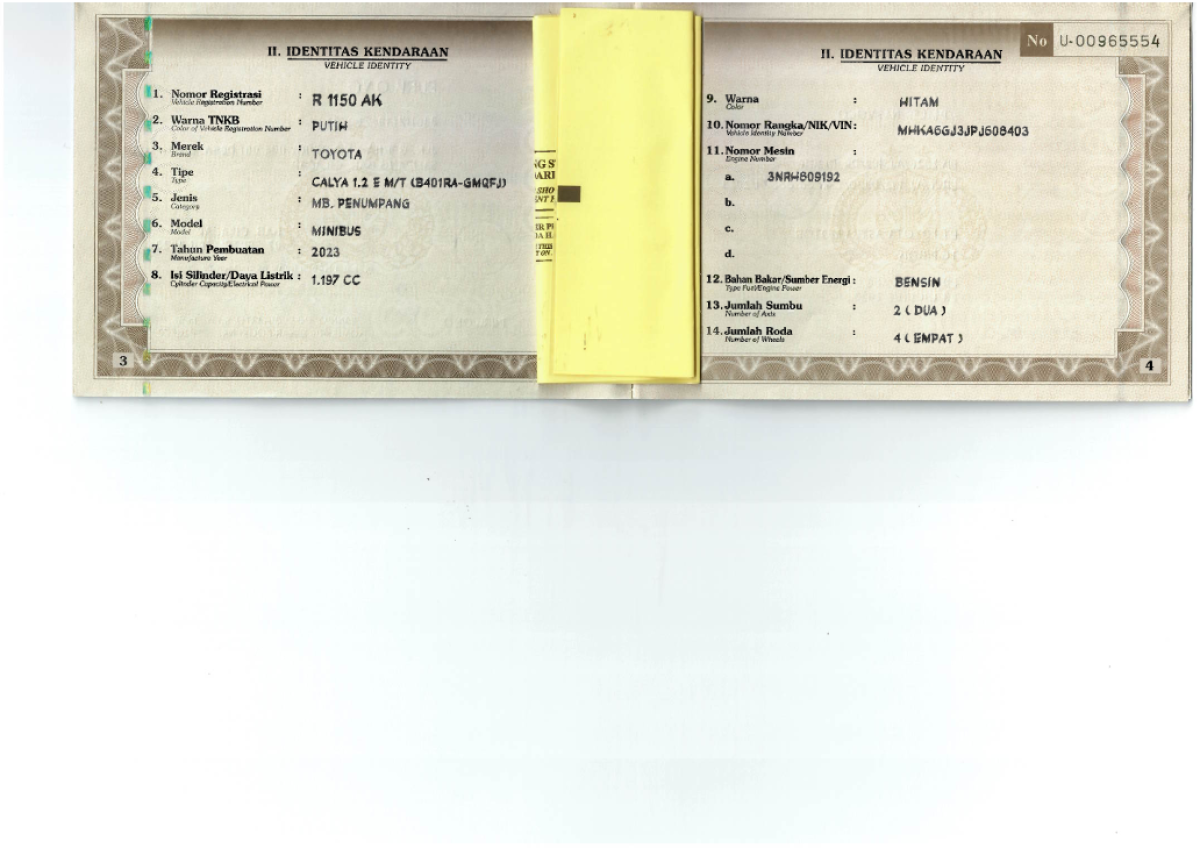 II. IDENTITAS KENDARAAN
VEHICLE IDENTITY
1. Nomor Registrasi : R 1150 AK
Vehicle Registration Number
2. Warna TNKB : PUTIH
Color of Vehicle Registration Number
3. Merek : TOYOTA
Brand
4. Tipe : CALYA 1.2 E M/T (B401RA-GMQFJ)
Type
5. Jenis : MB. PENUMPANG
Category
6. Model : MINIBUS
Model
7. Tahun Pembuatan : 2023
Manufacture Year
8. Isi Silinder/Daya Listrik : 1.197 CC
Cylinder Capacity/Electrical Power
3
No U-00965554
II. IDENTITAS KENDARAAN
VEHICLE IDENTITY
9. Warna : HITAM
Color
10. Nomor Rangka/NIK/VIN : MHKA6GJ3JPJ608403
Vehicle Identity Number
11. Nomor Mesin :
Engine Number
a. 3NRH809192
b.
c.
d.
12. Bahan Bakar/Sumber Energi : BENSIN
Type Fuel/Engine Power
13. Jumlah Sumbu : 2 ( DUA )
Number of Axis
14. Jumlah Roda : 4 ( EMPAT )
Number of Wheels
4